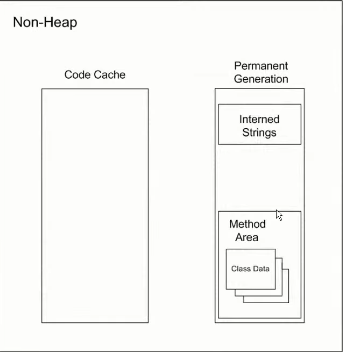 Non-Heap
Code Cache
Permanent
Generation
Interned
Strings
Method
Area
Class Data